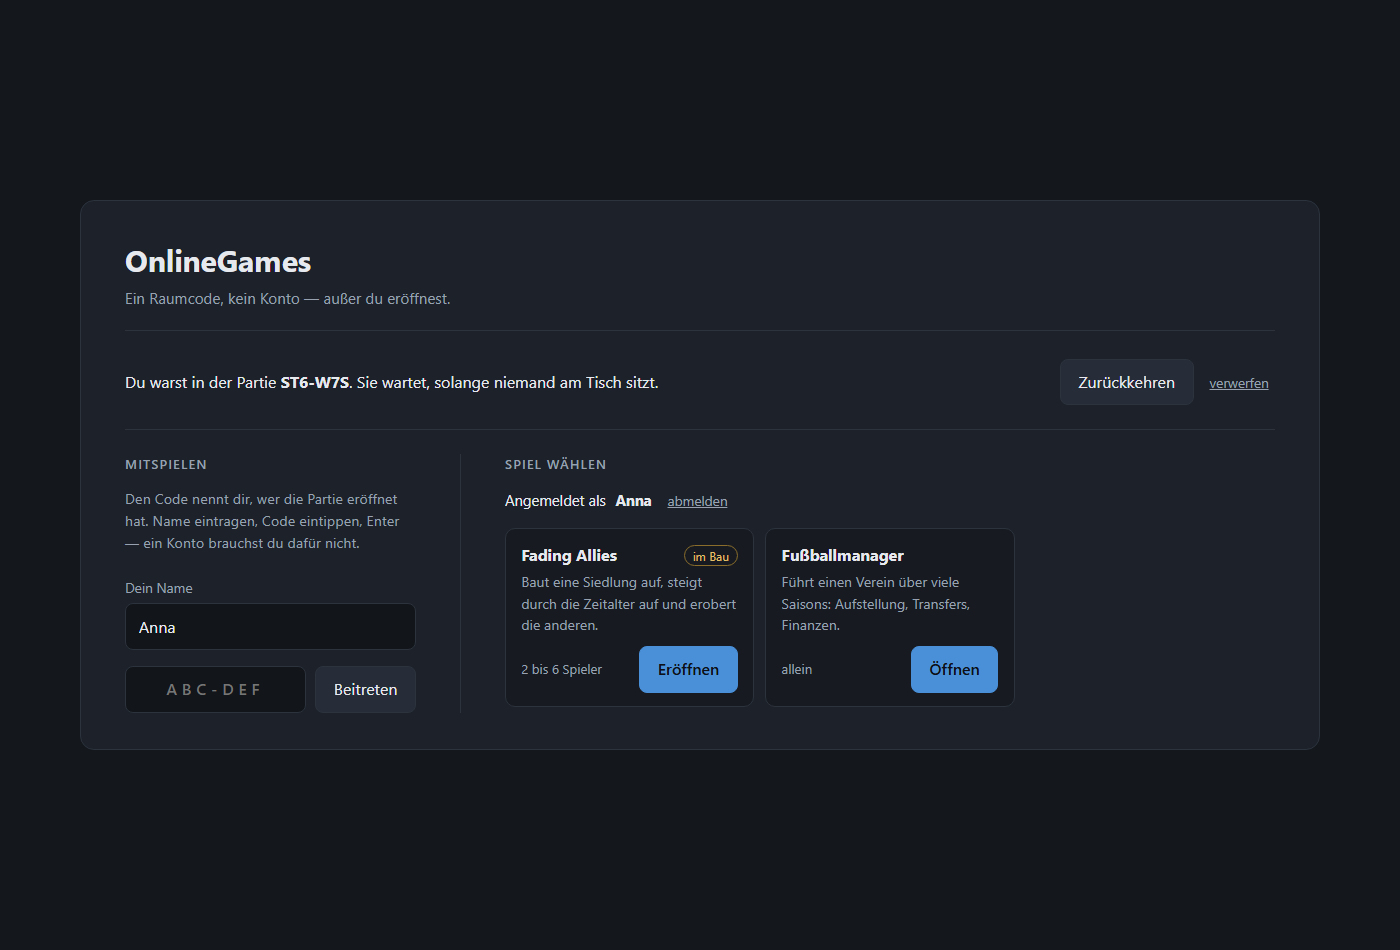 OnlineGames
Ein Raumcode, kein Konto — außer du eröffnest.
Du warst in der Partie ST6-W7S. Sie wartet, solange niemand am Tisch sitzt.
Zurückkehren
verwerfen
MITSPIELEN
Den Code nennt dir, wer die Partie eröffnet
hat. Name eintragen, Code eintippen, Enter
— ein Konto brauchst du dafür nicht.
Dein Name
Anna
ABC-DEF
Beitreten
SPIEL WÄHLEN
Angemeldet als Anna abmelden
Fading Allies
im Bau
Baut eine Siedlung auf, steigt
durch die Zeitalter auf und erobert
die anderen.
2 bis 6 Spieler
Eröffnen
Fußballmanager
Führt einen Verein über viele
Saisons: Aufstellung, Transfers,
Finanzen.
allein
Öffnen